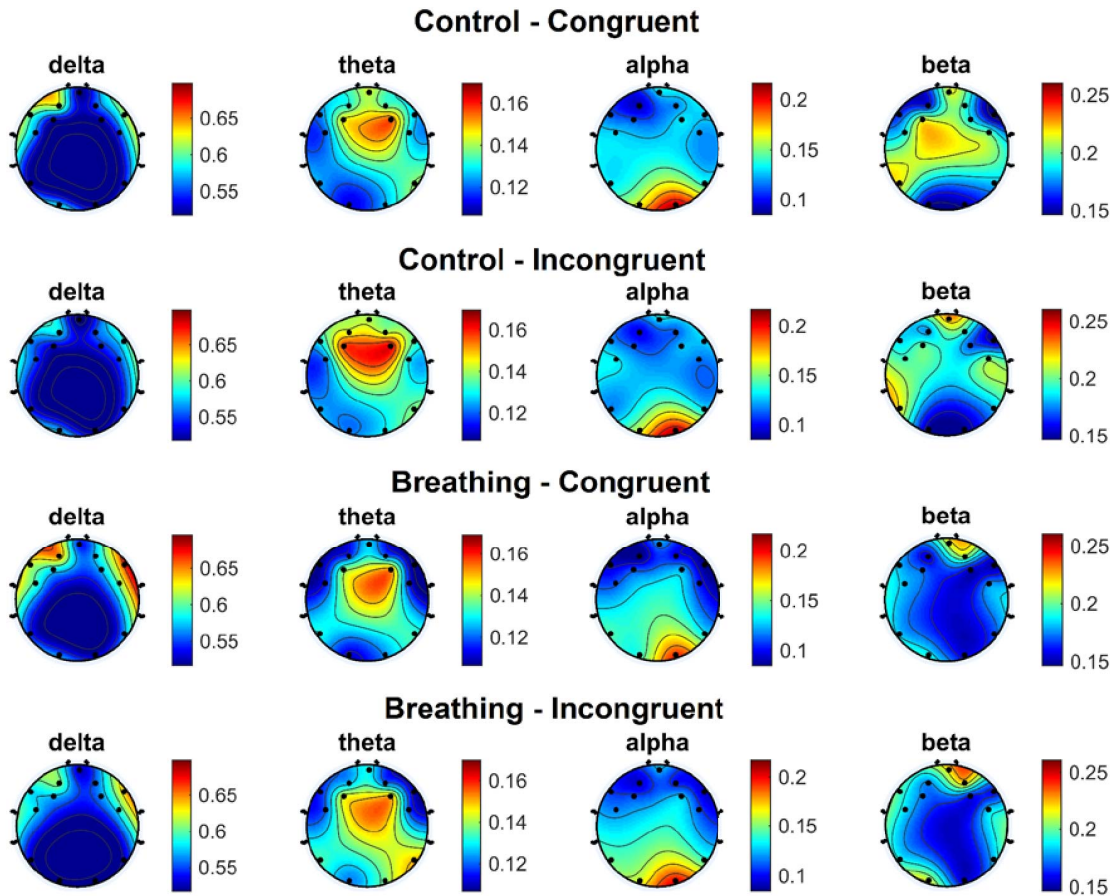 Control - Congruent
delta theta alpha beta
0.65 0.6 0.55
0.16 0.14 0.12
0.2 0.15 0.1
0.25 0.2 0.15
Control - Incongruent
delta theta alpha beta
0.65 0.6 0.55
0.16 0.14 0.12
0.2 0.15 0.1
0.25 0.2 0.15
Breathing - Congruent
delta theta alpha beta
0.65 0.6 0.55
0.16 0.14 0.12
0.2 0.15 0.1
0.25 0.2 0.15
Breathing - Incongruent
delta theta alpha beta
0.65 0.6 0.55
0.16 0.14 0.12
0.2 0.15 0.1
0.25 0.2 0.15